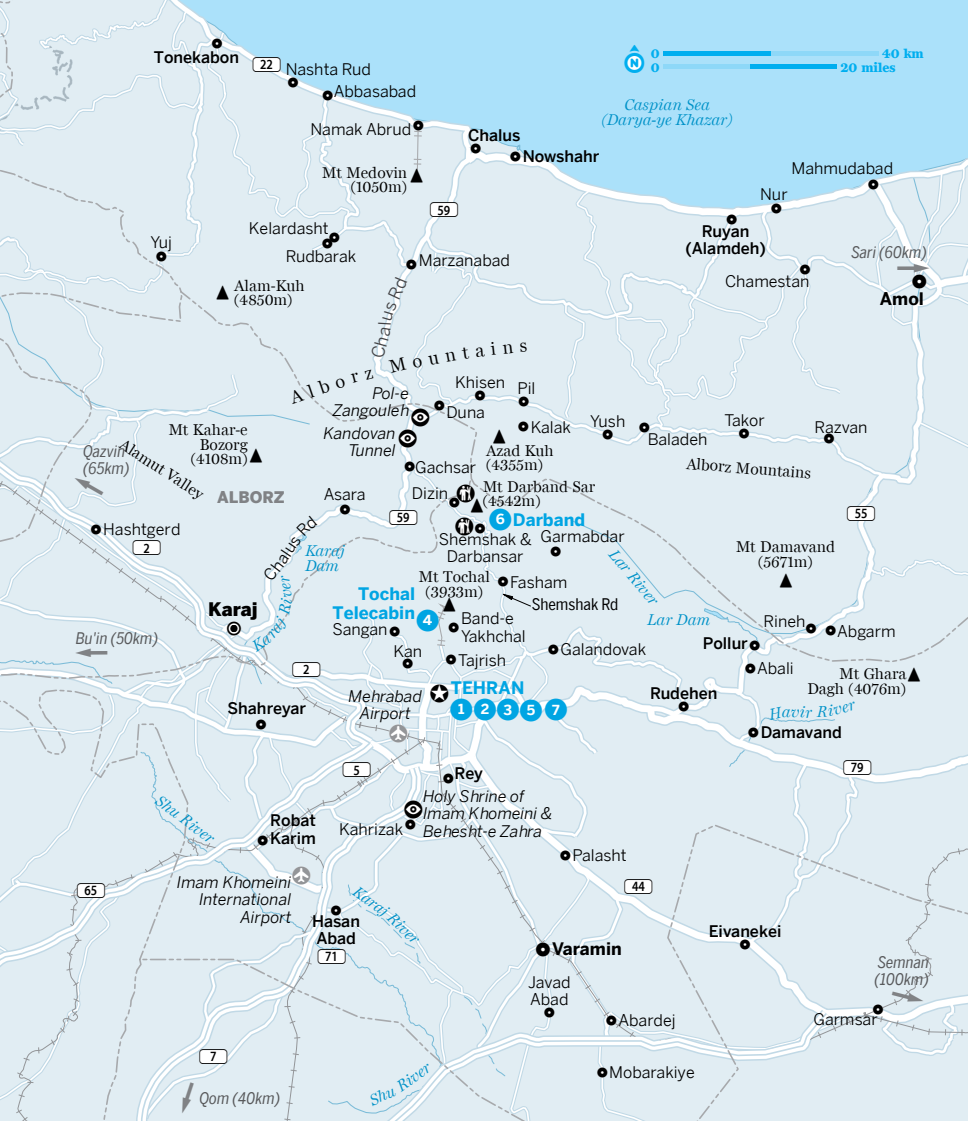 Tonekabon
22
Nashta Rud
Abbasabad
N
0
40 km
0
20 miles
Caspian Sea
(Darya-ye Khazar)
Namak Abrud
Chalus
Nowshahr
Mt Medovin
(1050m)
Mahmudabad
Nur
59
Ruyan
(Alamdeh)
Kelardasht
Rudbarak
Yuj
Marzanabad
Sari (60km)
Chamestan
Amol
Alam-Kuh
(4850m)
Chalus Rd
Alborz Mountains
Khisen
Pil
Pol-e
Zangouleh
Duna
Kandovan
Tunnel
Kalak
Yush
Baladeh
Takor
Razvan
Mt Kahar-e
Bozorg
(4108m)
Azad Kuh
(4355m)
Alborz Mountains
Qazvin
(65km)
Alamut Valley
ALBORZ
Gachsar
Dizin
Mt Darband Sar
(4542m)
Asara
59
6
Darband
55
Hashtgerd
2
Chalus Rd
Shemshak &
Darbansar
Garmabdar
Karaj
Dam
Mt Damavand
(5671m)
Lar River
Mt Tochal
(3933m)
Fasham
Shemshak Rd
Tochal
Telecabin
4
Karaj
Karaj River
Lar Dam
Sangan
Band-e
Yakhchal
Rineh
Abgarm
Bu'in (50km)
Pollur
Kan
Tajrish
Galandovak
Abali
2
Mt Ghara
Dagh (4076m)
Mehrabad
Airport
TEHRAN
1
2
3
5
7
Rudehen
Shahreyar
Havir River
Damavand
5
Rey
79
Shu River
Holy Shrine of
Imam Khomeini &
Behesht-e Zahra
Robat
Karim
Kahrizak
Palasht
65
44
Imam Khomeini
International
Airport
Karaj River
Hasan
Abad
71
Eivanekei
Varamin
Semnan
(100km)
Javad
Abad
Garmsar
Abardej
7
Shu River
Mobarakiye
Qom (40km)